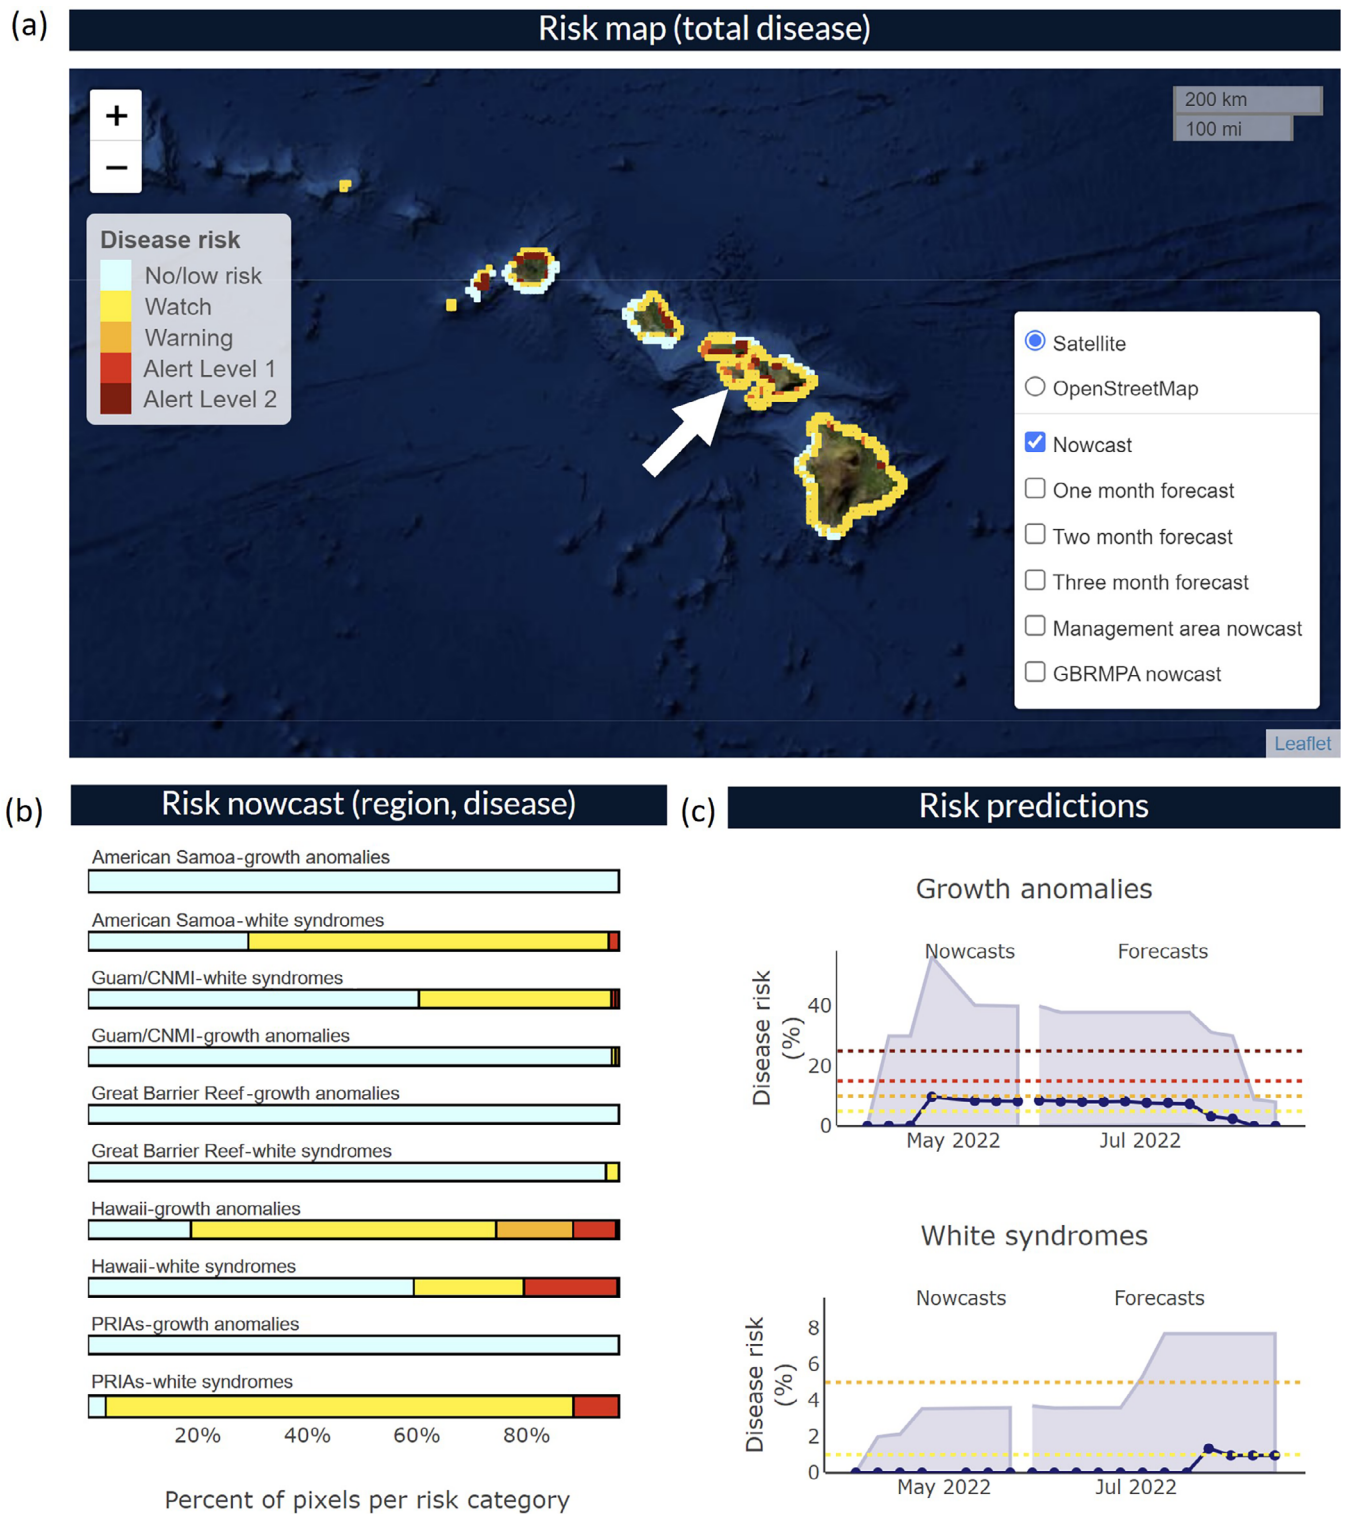 (a)
Risk map (total disease)
+
−
200 km
100 mi
Disease risk
No/low risk
Watch
Warning
Alert Level 1
Alert Level 2
Satellite
OpenStreetMap
Nowcast
One month forecast
Two month forecast
Three month forecast
Management area nowcast
GBRMPA nowcast
Leaflet
(b)
Risk nowcast (region, disease)
American Samoa-growth anomalies
American Samoa-white syndromes
Guam/CNMI-white syndromes
Guam/CNMI-growth anomalies
Great Barrier Reef-growth anomalies
Great Barrier Reef-white syndromes
Hawaii-growth anomalies
Hawaii-white syndromes
PRIAs-growth anomalies
PRIAs-white syndromes
20% 40% 60% 80%
Percent of pixels per risk category
(c)
Risk predictions
Growth anomalies
Nowcasts Forecasts
Disease risk
(%)
40
20
0
May 2022 Jul 2022
White syndromes
Nowcasts Forecasts
Disease risk
(%)
8
6
4
2
0
May 2022 Jul 2022